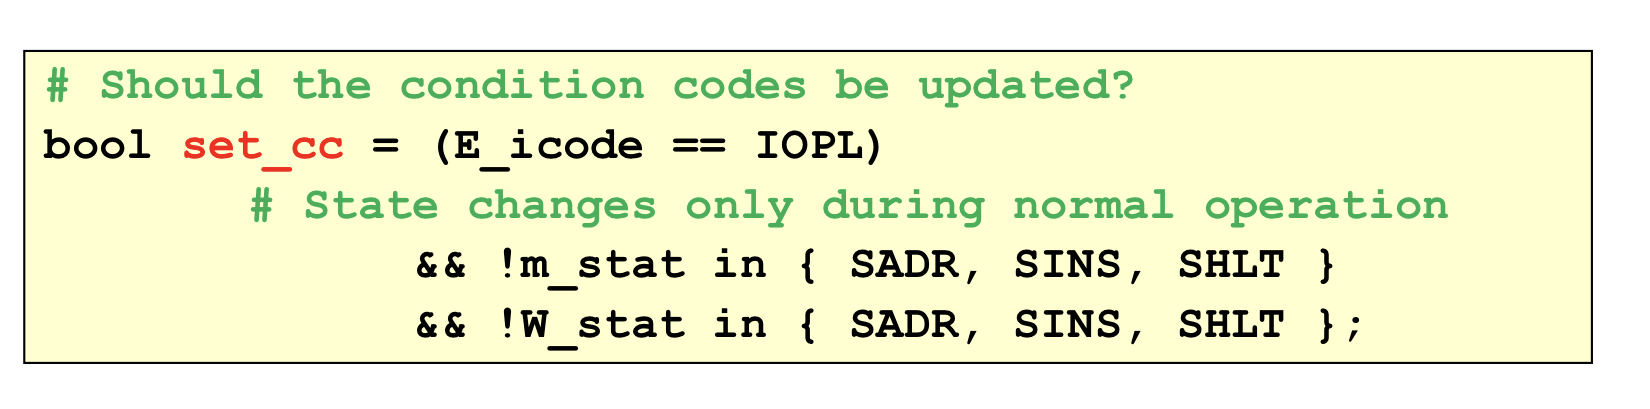 # Should the condition codes be updated?
bool set_cc = (E_icode == IOPL)
# State changes only during normal operation
&& !m_stat in { SADR, SINS, SHLT }
&& !W_stat in { SADR, SINS, SHLT };